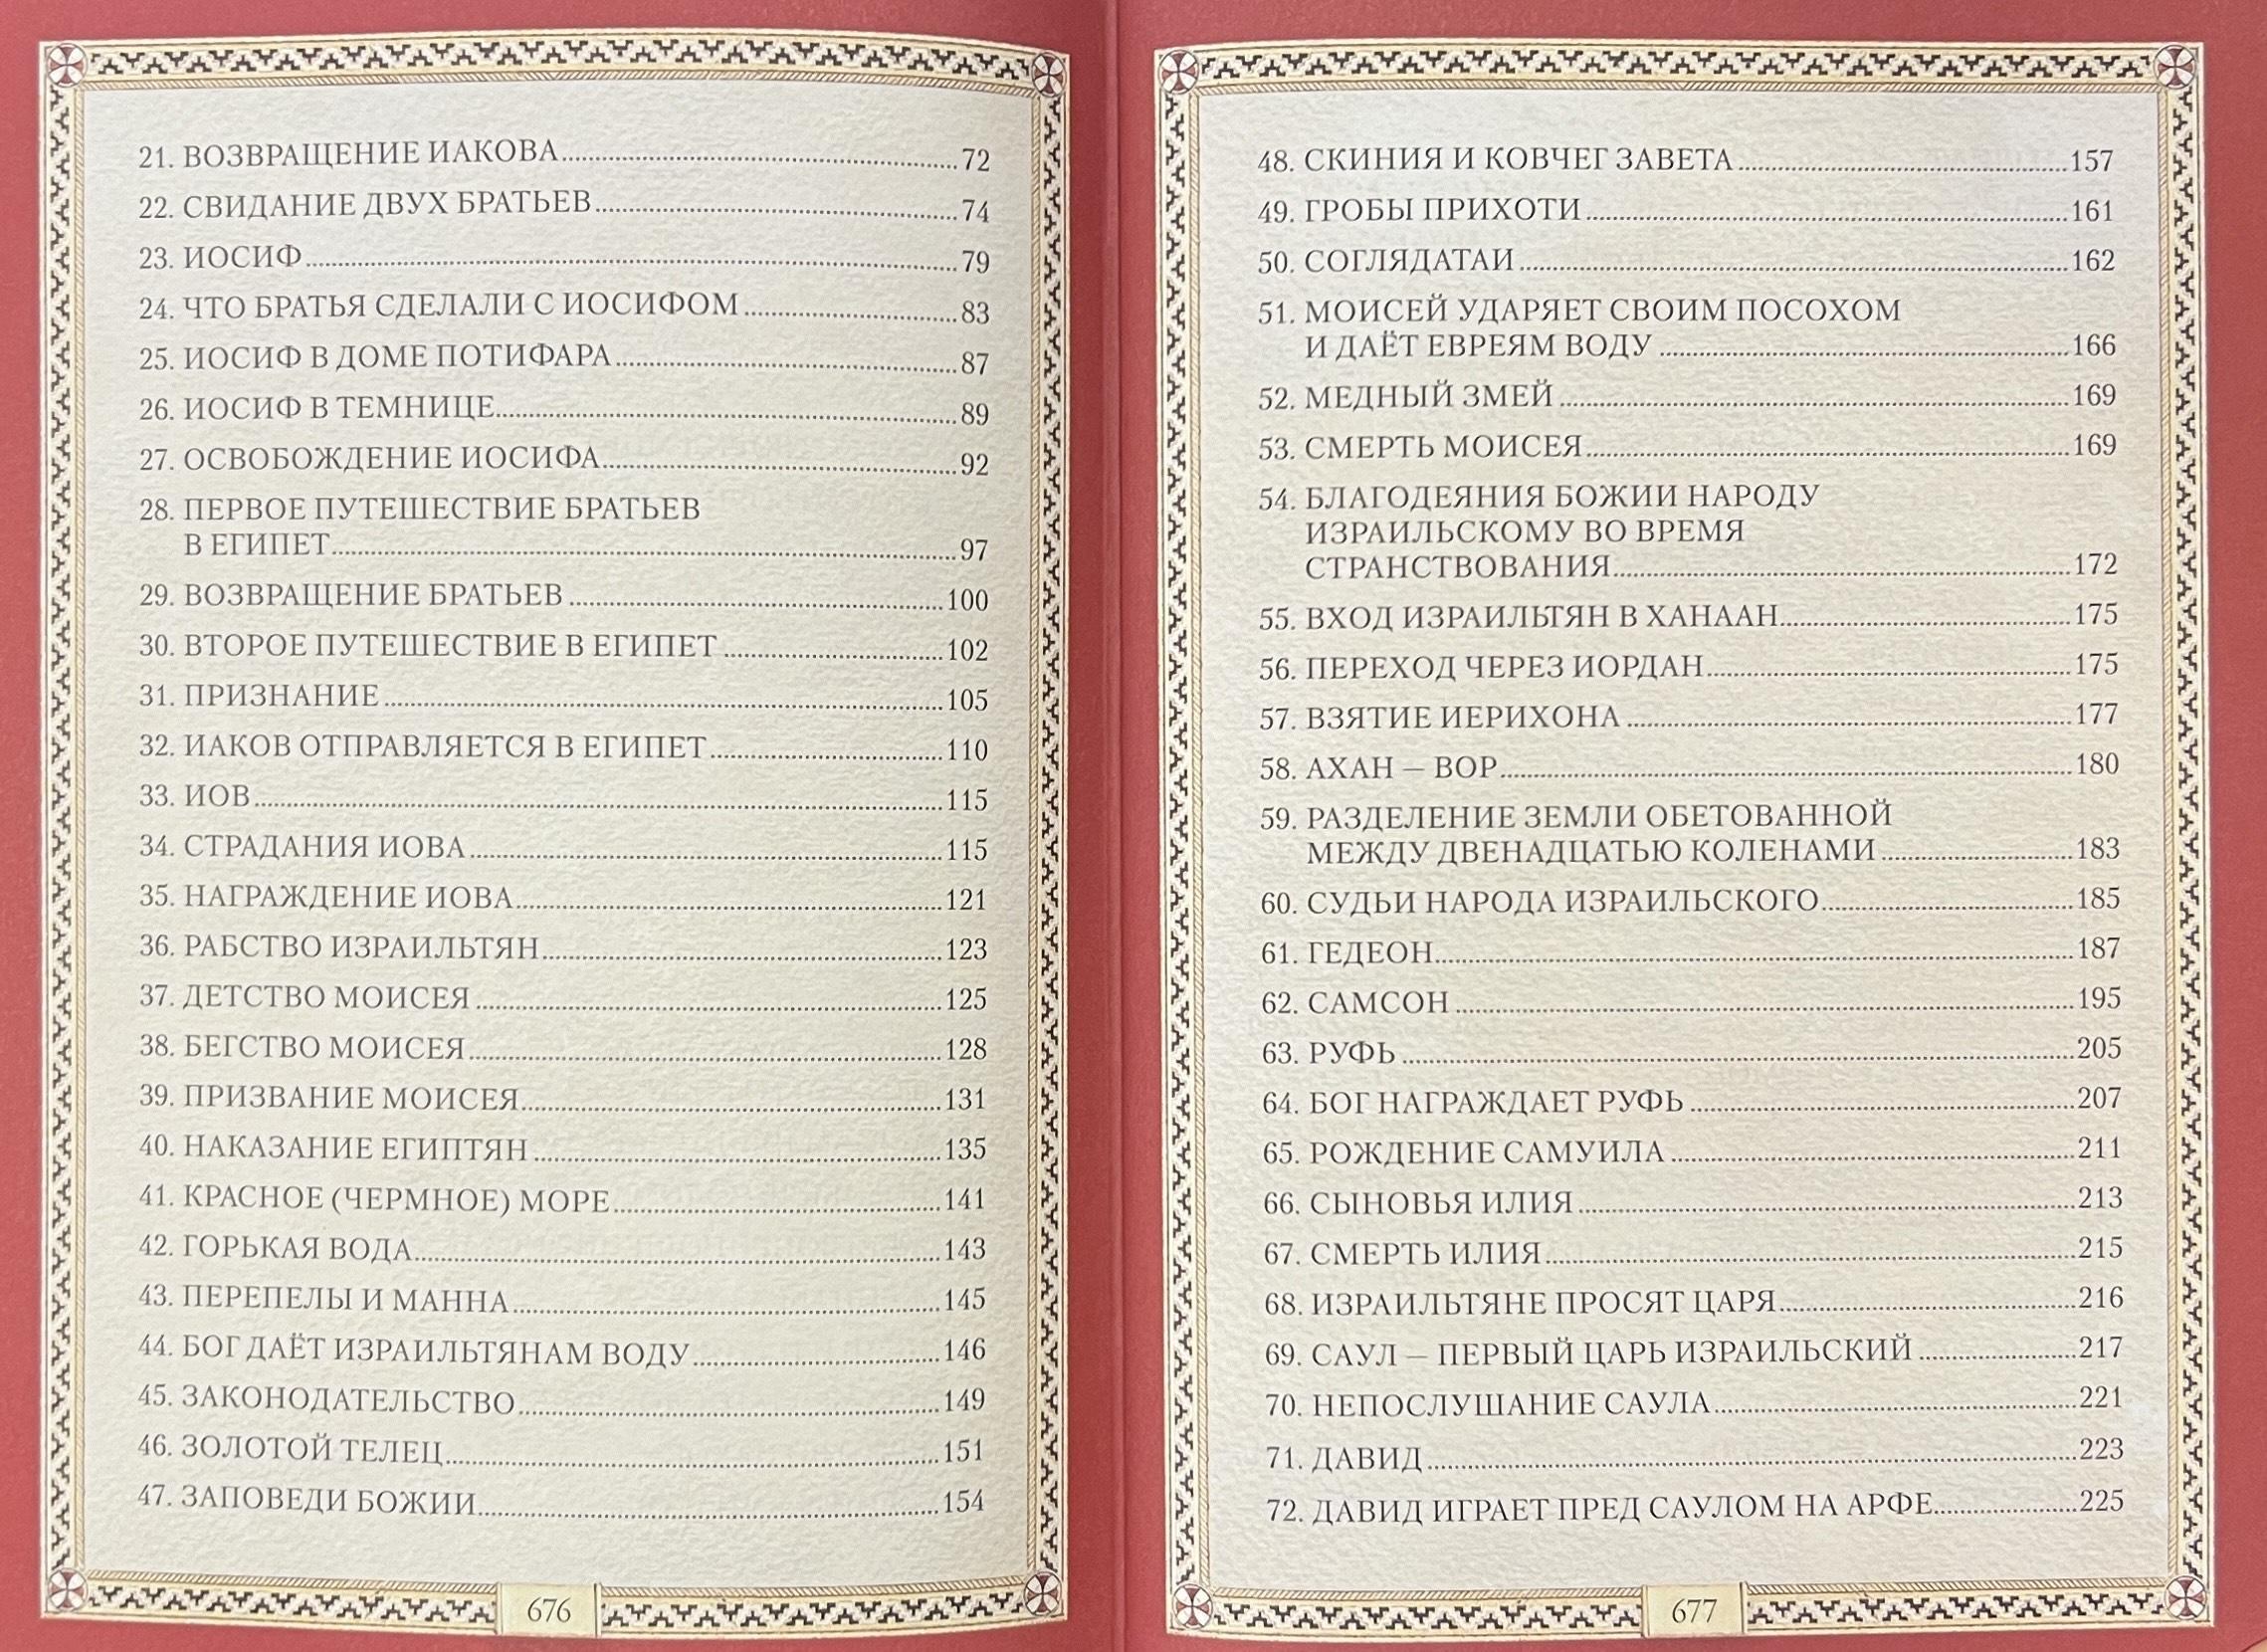 21. ВОЗВРАЩЕНИЕ ИАКОВА 72
22. СВИДАНИЕ ДВУХ БРАТЬЕВ 74
23. ИОСИФ 79
24. ЧТО БРАТЬЯ СДЕЛАЛИ С ИОСИФОМ 83
25. ИОСИФ В ДОМЕ ПОТИФАРА 87
26. ИОСИФ В ТЕМНИЦЕ 89
27. ОСВОБОЖДЕНИЕ ИОСИФА 92
28. ПЕРВОЕ ПУТЕШЕСТВИЕ БРАТЬЕВ
В ЕГИПЕТ 97
29. ВОЗВРАЩЕНИЕ БРАТЬЕВ 100
30. ВТОРОЕ ПУТЕШЕСТВИЕ В ЕГИПЕТ 102
31. ПРИЗНАНИЕ 105
32. ИАКОВ ОТПРАВЛЯЕТСЯ В ЕГИПЕТ 110
33. ИОВ 115
34. СТРАДАНИЯ ИОВА 115
35. НАГРАЖДЕНИЕ ИОВА 121
36. РАБСТВО ИЗРАИЛЬТЯН 123
37. ДЕТСТВО МОИСЕЯ 125
38. БЕГСТВО МОИСЕЯ 128
39. ПРИЗВАНИЕ МОИСЕЯ 131
40. НАКАЗАНИЕ ЕГИПТЯН 135
41. КРАСНОЕ (ЧЕРМНОЕ) МОРЕ 141
42. ГОРЬКАЯ ВОДА 143
43. ПЕРЕПЕЛЫ И МАННА 145
44. БОГ ДАЁТ ИЗРАИЛЬТЯНАМ ВОДУ 146
45. ЗАКОНОДАТЕЛЬСТВО 149
46. ЗОЛОТОЙ ТЕЛЕЦ 151
47. ЗАПОВЕДИ БОЖИИ 154
676
48. СКИНИЯ И КОВЧЕГ ЗАВЕТА 157
49. ГРОБЫ ПРИХОТИ 161
50. СОГЛЯДАТАИ 162
51. МОИСЕЙ УДАРЯЕТ СВОИМ ПОСОХОМ
И ДАЁТ ЕВРЕЯМ ВОДУ 166
52. МЕДНЫЙ ЗМЕЙ 169
53. СМЕРТЬ МОИСЕЯ 169
54. БЛАГОДЕЯНИЯ БОЖИИ НАРОДУ
ИЗРАИЛЬСКОМУ ВО ВРЕМЯ
СТРАНСТВОВАНИЯ 172
55. ВХОД ИЗРАИЛЬТЯН В ХАНААН 175
56. ПЕРЕХОД ЧЕРЕЗ ИОРДАН 175
57. ВЗЯТИЕ ИЕРИХОНА 177
58. АХАН — ВОР 180
59. РАЗДЕЛЕНИЕ ЗЕМЛИ ОБЕТОВАННОЙ
МЕЖДУ ДВЕНАДЦАТЬЮ КОЛЕНАМИ 183
60. СУДЬИ НАРОДА ИЗРАИЛЬСКОГО 185
61. ГЕДЕОН 187
62. САМСОН 195
63. РУФЬ 205
64. БОГ НАГРАЖДАЕТ РУФЬ 207
65. РОЖДЕНИЕ САМУИЛА 211
66. СЫНОВЬЯ ИЛИЯ 213
67. СМЕРТЬ ИЛИЯ 215
68. ИЗРАИЛЬТЯНЕ ПРОСЯТ ЦАРЯ 216
69. САУЛ — ПЕРВЫЙ ЦАРЬ ИЗРАИЛЬСКИЙ 217
70. НЕПОСЛУШАНИЕ САУЛА 221
71. ДАВИД 223
72. ДАВИД ИГРАЕТ ПРЕД САУЛОМ НА АРФЕ 225
677